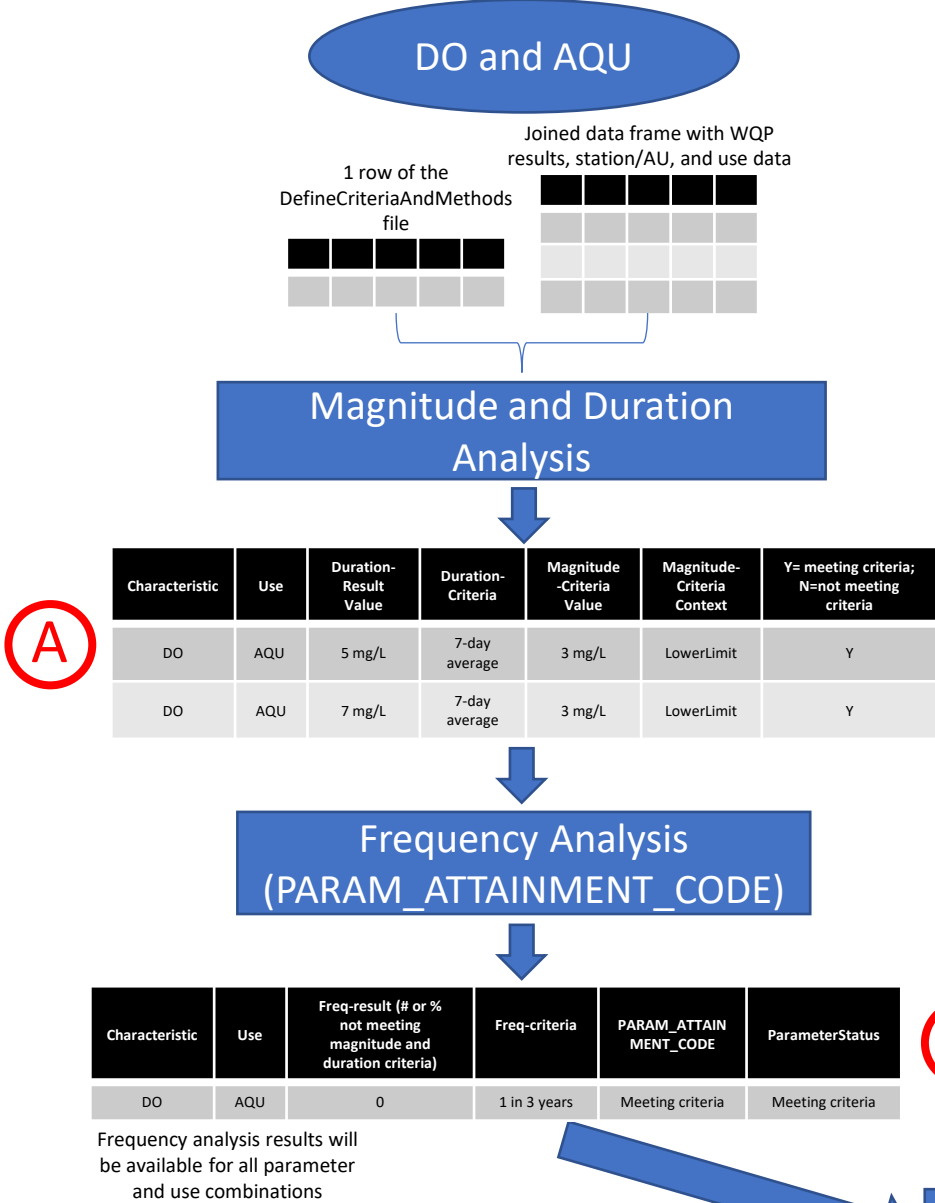 DO and AQU
Joined data frame with WQP
results, station/AU, and use data
1 row of the
DefineCriteriaAndMethods
file
Magnitude and Duration
Analysis
Characteristic
Use
Duration-
Result
Value
Duration-
Criteria
Magnitude
-Criteria
Value
Magnitude-
Criteria
Context
Y= meeting criteria;
N=not meeting
criteria
A
DO
AQU
5 mg/L
7-day
average
3 mg/L
LowerLimit
Y
DO
AQU
7 mg/L
7-day
average
3 mg/L
LowerLimit
Y
Frequency Analysis
(PARAM_ATTAINMENT_CODE)
Characteristic
Use
Freq-result (# or %
not meeting
magnitude and
duration criteria)
Freq-criteria
PARAM_ATTAIN
MENT_CODE
ParameterStatus
DO
AQU
0
1 in 3 years
Meeting criteria
Meeting criteria
Frequency analysis results will
be available for all parameter
and use combinations